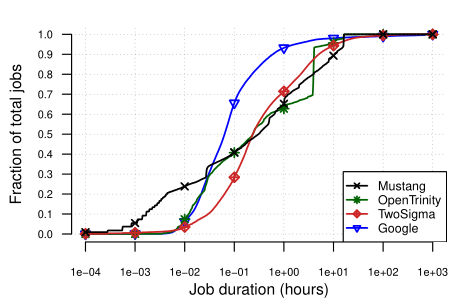 1.0
0.9
0.8
0.7
0.6
0.5
0.4
0.3
0.2
0.1
0.0
Fraction of total jobs
Mustang
OpenTrinity
TwoSigma
Google
1e−04 1e−03 1e−02 1e−01 1e+00 1e+01 1e+02 1e+03
Job duration (hours)